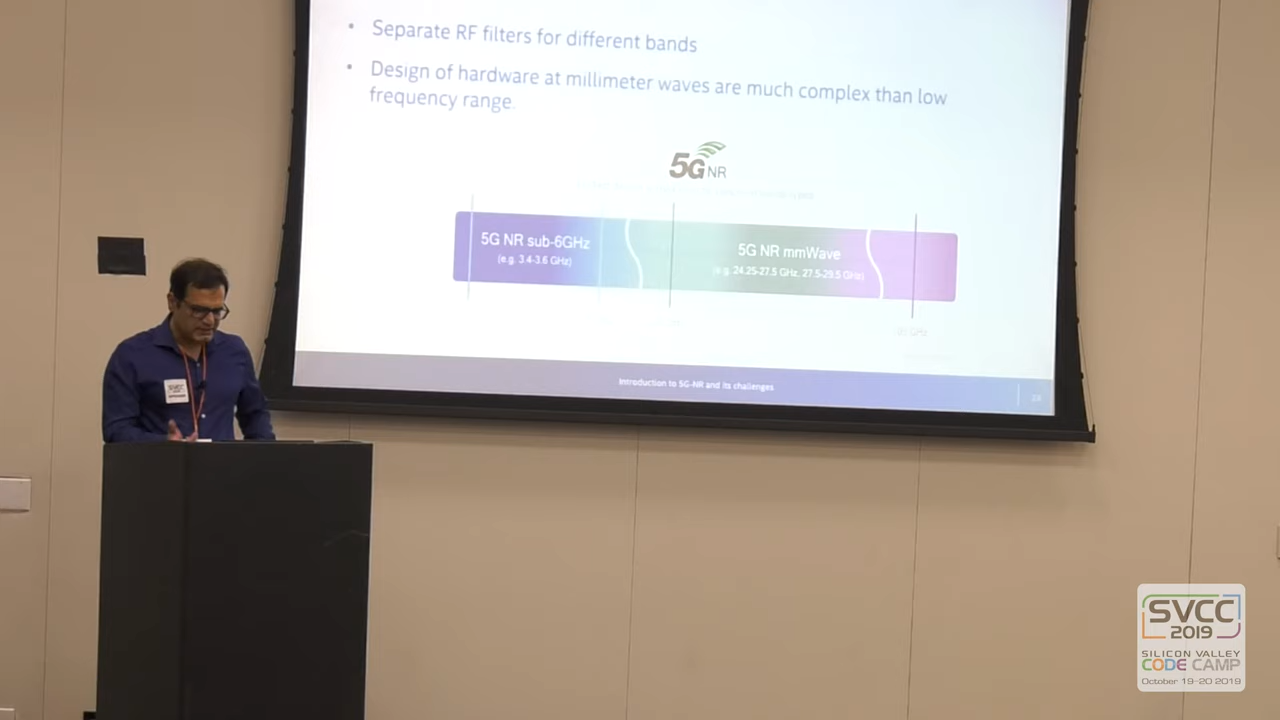 • Separate RF filters for different bands
• Design of hardware at millimeter waves are much complex than low
frequency range.
5G NR
5G NR sub-6GHz
(e.g. 3.4-3.6 GHz)
5G NR mmWave
(e.g. 24.25-27.5 GHz, 27.5-29.5 GHz)
Introduction to 5G-NR and its challenges
SVCC
SVCC
2019
SILICON VALLEY
CODE CAMP
October 19-20 2019